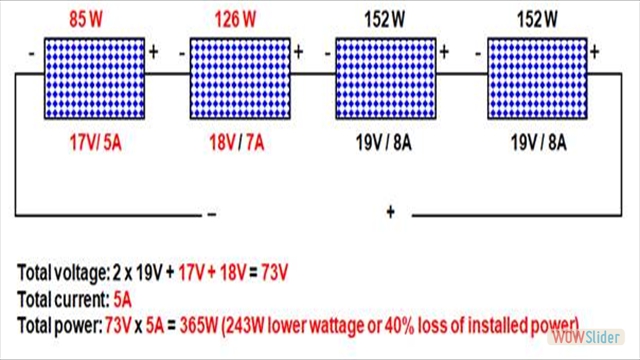 85 W 126 W 152 W 152 W
- + - + - + - +
17V/ 5A 18V / 7A 19V / 8A 19V / 8A
– +
Total voltage: 2 x 19V + 17V + 18V = 73V
Total current: 5A
Total power: 73V x 5A = 365W (243W lower wattage or 40% loss of installed power)
WOWSlider